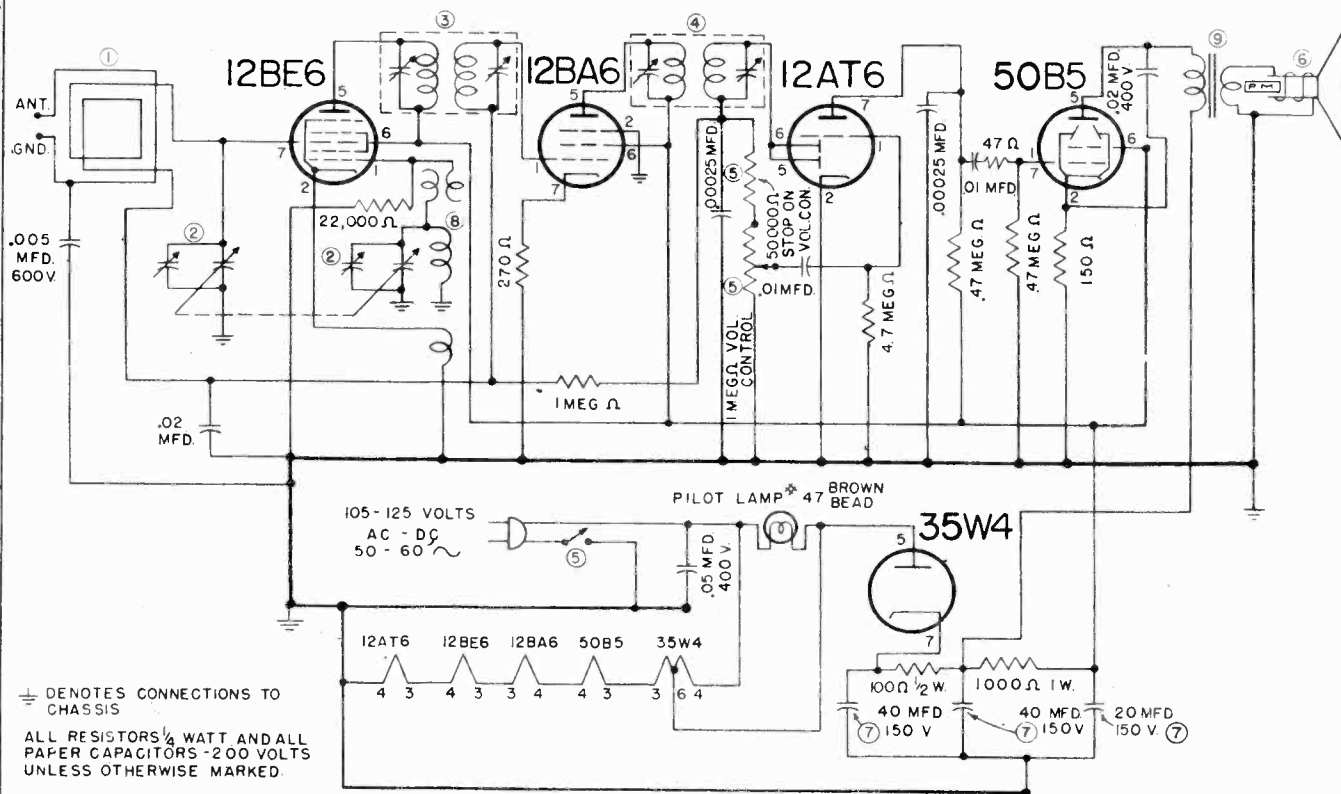 ③
④
⑨
⑥
①
12BE6
12BA6
12AT6
50B5
.02 MFD.
400 V.
ANT.
GND.
5
7
6
1
2
5
1
2
6
7
7
6
5
1
2
5
1
7
6
2
P M
.00025 MFD
.00025 MFD
47 Ω
.01 MFD
22,000 Ω
⑧
②
②
⑤
50000 Ω
STOP ON
VOL.CON.
⑤
.01MFD.
270 Ω
4.7 MEG Ω
.47 MEG Ω
.47 MEG Ω
150 Ω
.005
MFD.
600 V.
1 MEG Ω VOL.
CONTROL
1 MEG Ω
.02
MFD.
105-125 VOLTS
AC - DC
50 - 60 ~
⑤
.05 MFD.
400 V.
PILOT LAMP * 47 BROWN
BEAD
35W4
5
7
12AT6 12BE6 12BA6 50B5 35W4
4 3 4 3 3 4 4 3 3 6 4
100 Ω 1/2 W.
1000 Ω 1 W.
40 MFD
⑦ 150 V
40 MFD.
⑦ 150V
20 MFD
150 V. ⑦
⏚ DENOTES CONNECTIONS TO
CHASSIS
ALL RESISTORS 1/4 WATT AND ALL
PAPER CAPACITORS - 200 VOLTS
UNLESS OTHERWISE MARKED.